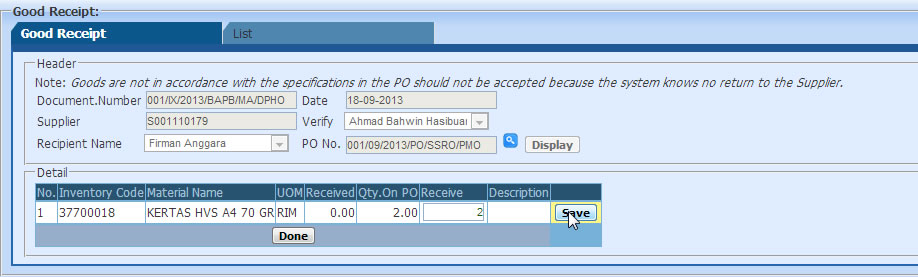 Good Receipt:
Good Receipt List
Header
Note: Goods are not in accordance with the specifications in the PO should not be accepted because the system knows no return to the Supplier.
Document.Number 001/IX/2013/BAPB/MA/DPHO Date 18-09-2013
Supplier S001110179 Verify Ahmad Bahwin Hasibuan
Recipient Name Firman Anggara PO No. 001/09/2013/PO/SSRO/PMO Display
Detail
No. Inventory Code Material Name UOM Received Qty.On PO Receive Description
1 37700018 KERTAS HVS A4 70 GR RIM 0.00 2.00 2 Save
Done